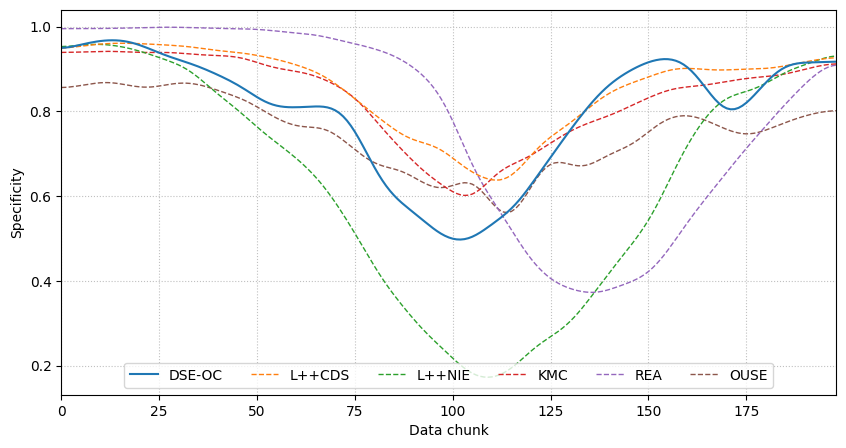 1.0
0.8
0.6
0.4
0.2
Specificity
DSE-OC L++CDS L++NIE KMC REA OUSE
0 25 50 75 100 125 150 175
Data chunk